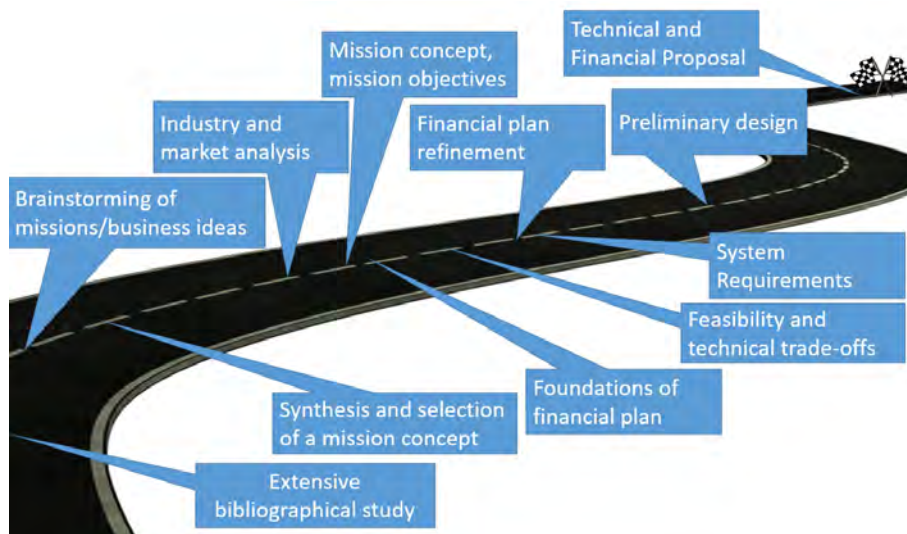 Technical and
Financial Proposal
Mission concept,
mission objectives
Industry and
market analysis
Financial plan
refinement
Preliminary design
Brainstorming of
missions/business ideas
System
Requirements
Feasibility and
technical trade-offs
Foundations of
financial plan
Synthesis and selection
of a mission concept
Extensive
bibliographical study